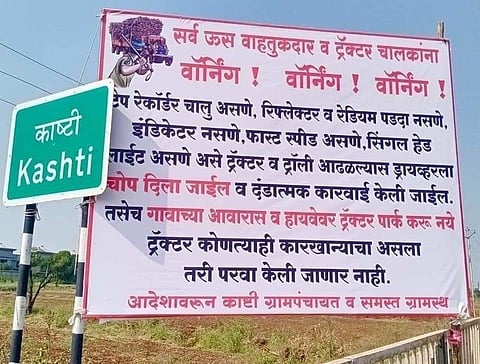 सर्व ऊस वाहतुकदार व ट्रॅक्टर चालकांना
वॉर्निंग ! वॉर्निंग ! वॉर्निंग !
टेप रेकॉर्डर चालु असणे, रिफ्लेक्टर व रेडियम पडदा नसणे,
इंडिकेटर नसणे, फास्ट स्पीड असणे, सिंगल हेड
लाईट असणे असे ट्रॅक्टर व ट्रॉली आढळल्यास ड्रायव्हरला
चोप दिला जाईल व दंडात्मक कारवाई केली जाईल.
तसेच गावाच्या आवारास व हायवेवर ट्रॅक्टर पार्क करू नये
ट्रॅक्टर कोणत्याही कारखान्याचा असला
तरी परवा केली जाणार नाही.
आदेशावरून काष्टी ग्रामपंचायत व समस्त ग्रामस्थ
काष्टी
Kashti